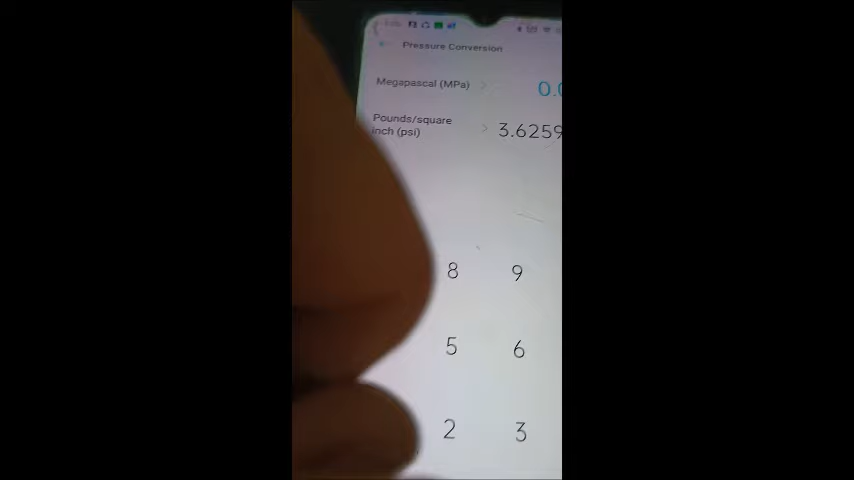 Pressure Conversion
Megapascal (MPa)
0.0
Pounds/square
inch (psi)
3.6259
8 9
5 6
2 3